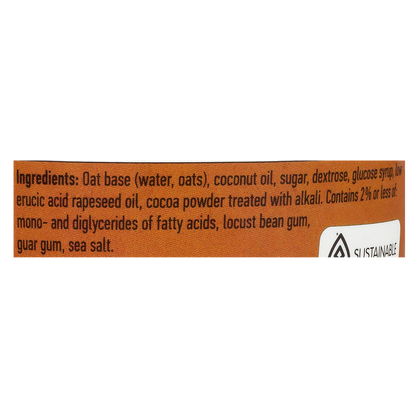 Ingredients: Oat base (water, oats), coconut oil, sugar, dextrose, glucose syrup, low
erucic acid rapeseed oil, cocoa powder treated with alkali. Contains 2% or less of:
mono- and diglycerides of fatty acids, locust bean gum,
guar gum, sea salt.
SUSTAINABLE